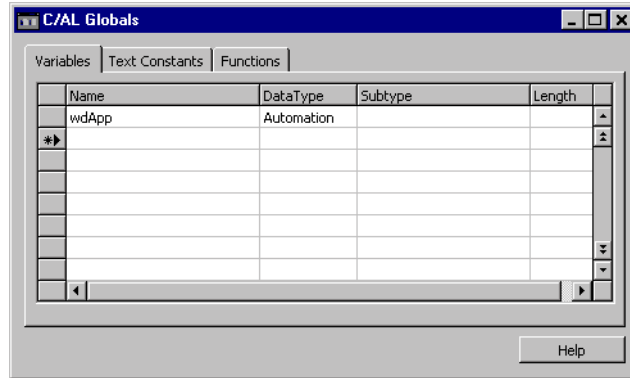 C/AL Globals
Variables Text Constants Functions
Name DataType Subtype Length
wdApp Automation
Help